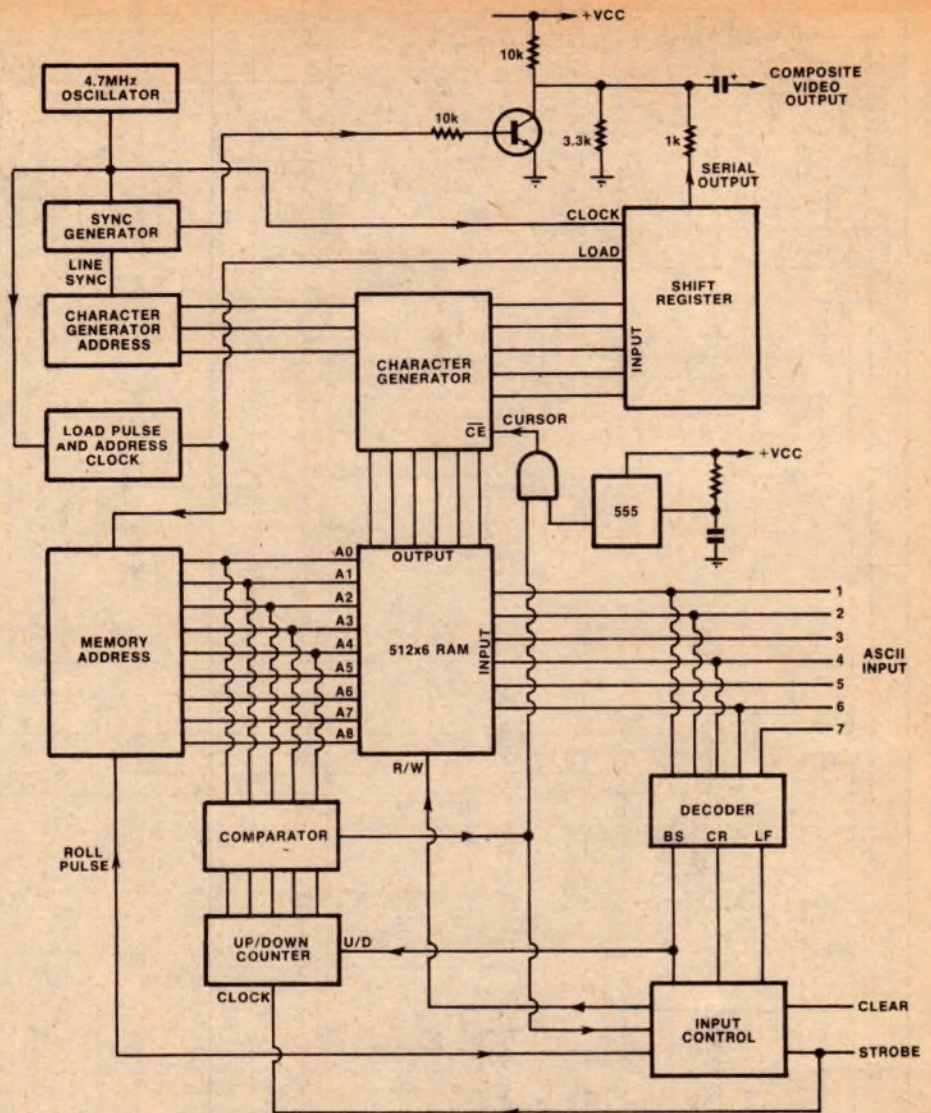 +VCC
10k
4.7MHz
OSCILLATOR
COMPOSITE
VIDEO
OUTPUT
10k
3.3k
1k
SERIAL
OUTPUT
SYNC
GENERATOR
CLOCK
LINE
SYNC
LOAD
SHIFT
REGISTER
CHARACTER
GENERATOR
ADDRESS
INPUT
CHARACTER
GENERATOR
CURSOR
CE
LOAD PULSE
AND ADDRESS
CLOCK
+VCC
555
OUTPUT
A0
A1
A2
A3
A4
A5
A6
A7
A8
MEMORY
ADDRESS
512x6 RAM
INPUT
1
2
3
4
5
6
7
ASCII
INPUT
R/W
DECODER
BS CR LF
COMPARATOR
ROLL
PULSE
UP/DOWN
COUNTER
U/D
CLOCK
INPUT
CONTROL
CLEAR
STROBE